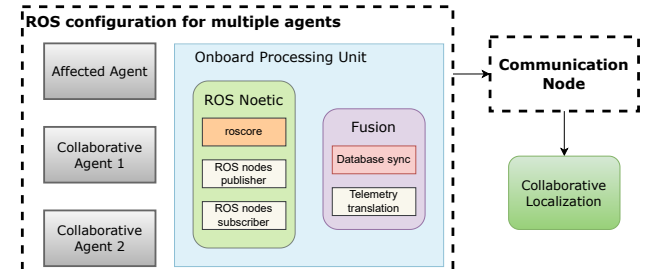 ROS configuration for multiple agents
Affected Agent
Collaborative
Agent 1
Collaborative
Agent 2
Onboard Processing Unit
ROS Noetic
roscore
ROS nodes
publisher
ROS nodes
subscriber
Fusion
Database sync
Telemetry
translation
Communication
Node
Collaborative
Localization